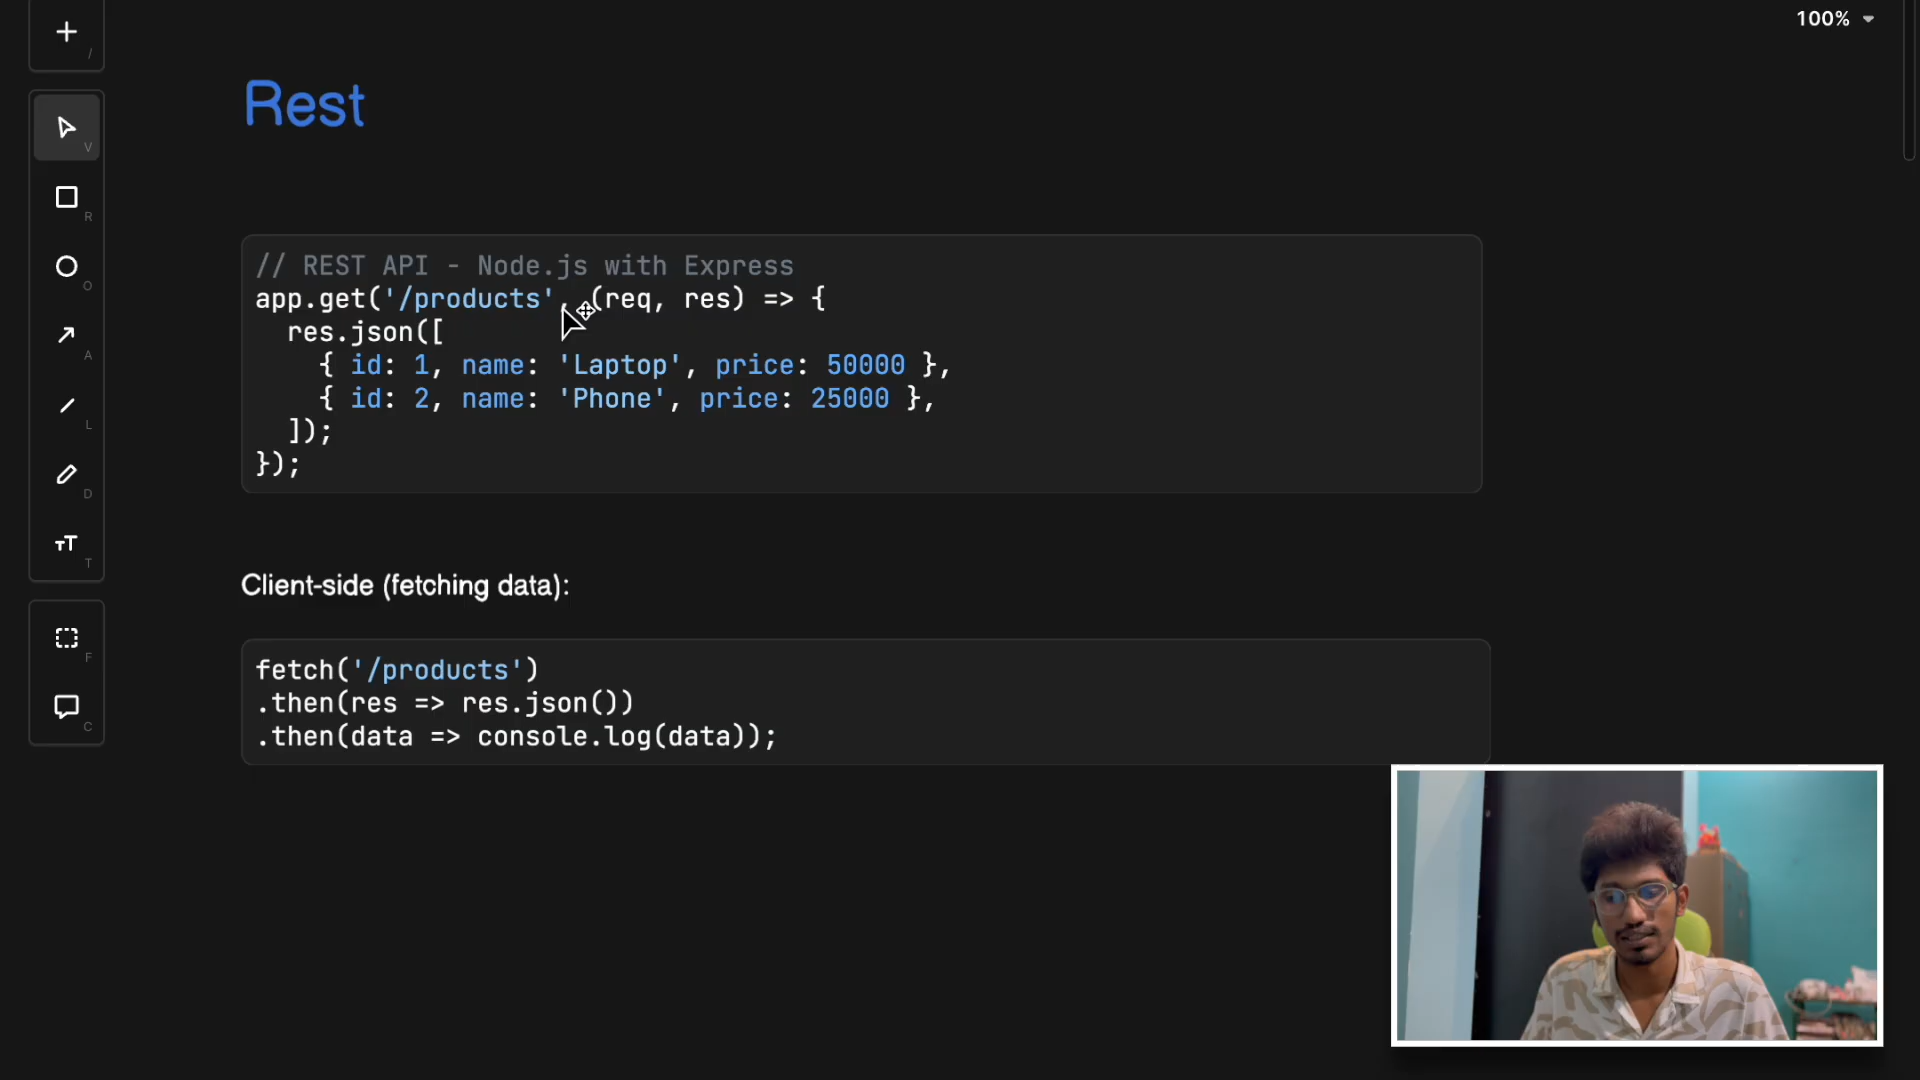 /
100%
Rest
V
R
O
A
L
D
T
F
C
// REST API - Node.js with Express
app.get('/products', (req, res) => {
res.json([
{ id: 1, name: 'Laptop', price: 50000 },
{ id: 2, name: 'Phone', price: 25000 },
]);
});
Client-side (fetching data):
fetch('/products')
.then(res => res.json())
.then(data => console.log(data));